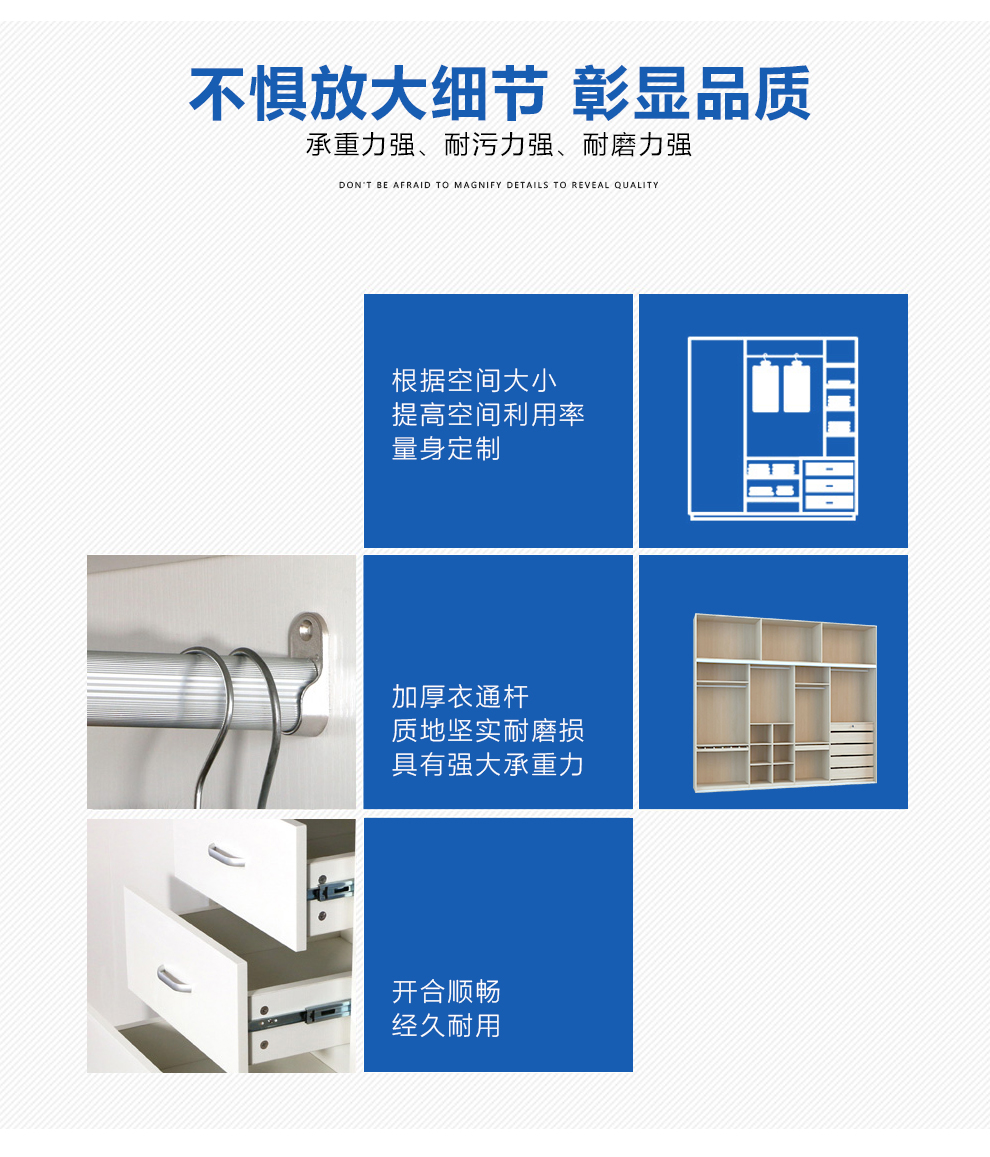 不惧放大细节 彰显品质
承重力强、耐污力强、耐磨力强
DON'T BE AFRAID TO MAGNIFY DETAILS TO REVEAL QUALITY
根据空间大小
提高空间利用率
量身定制
加厚衣通杆
质地坚实耐磨损
具有强大承重力
开合顺畅
经久耐用